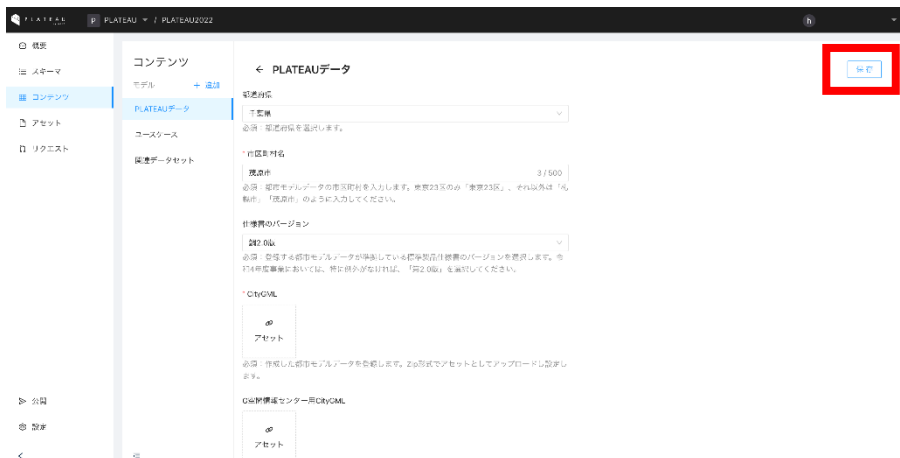 PLATEAU
P PLATEAU / PLATEAU2022
h
概要
スキーマ
コンテンツ
アセット
リクエスト
公開
設定
コンテンツ
モデル
+ 追加
PLATEAUデータ
ユースケース
関連データセット
← PLATEAUデータ
保存
都道府県
千葉県
必須：都道府県を選択します。
* 市区町村名
茂原市
3 / 500
必須：都市モデルデータの市区町村を入力します。東京23区のみ「東京23区」、それ以外は「札
幌市」「茂原市」のように入力してください。
仕様書のバージョン
第2.0版
必須：登録する都市モデルデータが準拠している標準製品仕様書のバージョンを選択します。令
和4年度事業においては、特に例外がなければ、「第2.0版」を選択してください。
* CityGML
アセット
必須：作成した都市モデルデータを登録します。Zip形式でアセットとしてアップロードし設定し
ます。
G空間情報センター用CityGML
アセット